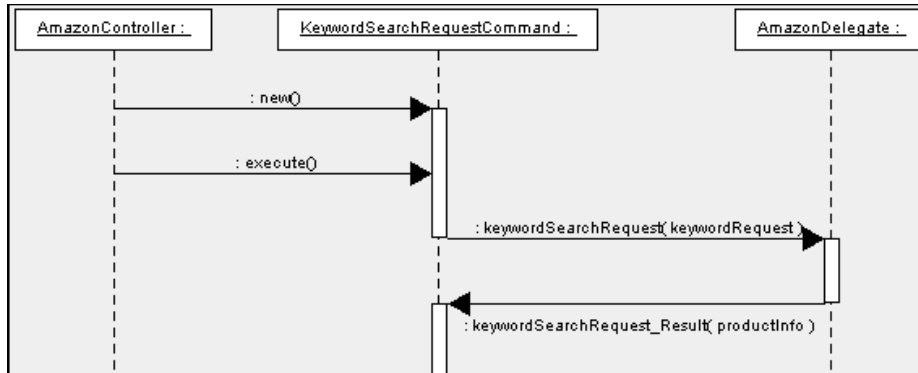 AmazonController :
KeywordSearchRequestCommand :
AmazonDelegate :
: new()
: execute()
: keywordSearchRequest( keywordRequest )
: keywordSearchRequest_Result( productInfo )